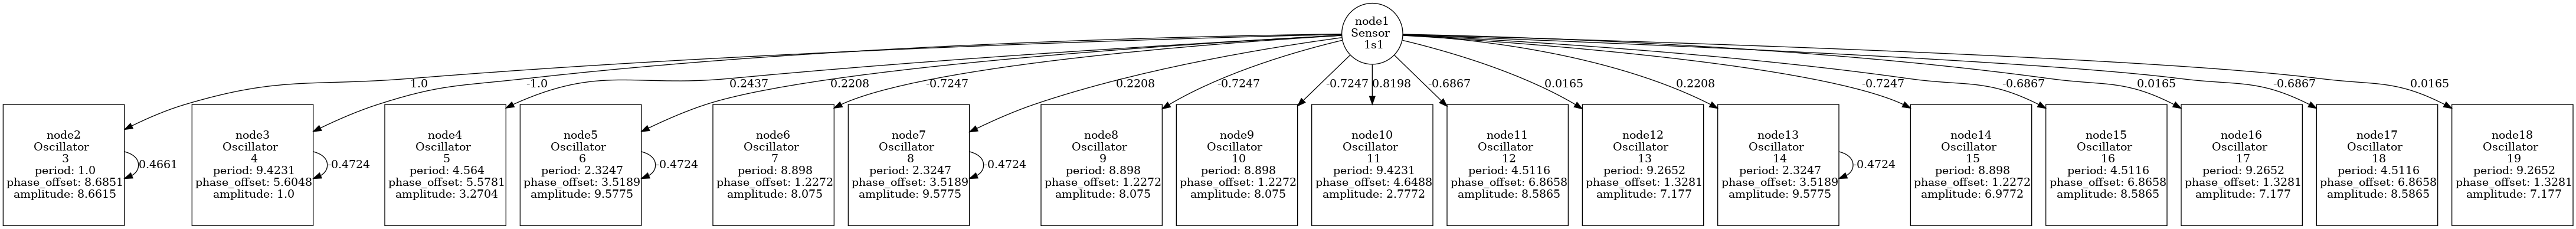 node1
Sensor
1s1
1.0
-1.0
0.2437
0.2208
-0.7247
0.2208
-0.7247
-0.7247
0.8198
-0.6867
0.0165
0.2208
-0.7247
-0.6867
0.0165
-0.6867
0.0165
node2
Oscillator
3
period: 1.0
phase_offset: 8.6851
amplitude: 8.6615
0.4661
node3
Oscillator
4
period: 9.4231
phase_offset: 5.6048
amplitude: 1.0
-0.4724
node4
Oscillator
5
period: 4.564
phase_offset: 5.5781
amplitude: 3.2704
node5
Oscillator
6
period: 2.3247
phase_offset: 3.5189
amplitude: 9.5775
-0.4724
node6
Oscillator
7
period: 8.898
phase_offset: 1.2272
amplitude: 8.075
node7
Oscillator
8
period: 2.3247
phase_offset: 3.5189
amplitude: 9.5775
-0.4724
node8
Oscillator
9
period: 8.898
phase_offset: 1.2272
amplitude: 8.075
node9
Oscillator
10
period: 8.898
phase_offset: 1.2272
amplitude: 8.075
node10
Oscillator
11
period: 9.4231
phase_offset: 4.6488
amplitude: 2.7772
node11
Oscillator
12
period: 4.5116
phase_offset: 6.8658
amplitude: 8.5865
node12
Oscillator
13
period: 9.2652
phase_offset: 1.3281
amplitude: 7.177
node13
Oscillator
14
period: 2.3247
phase_offset: 3.5189
amplitude: 9.5775
-0.4724
node14
Oscillator
15
period: 8.898
phase_offset: 1.2272
amplitude: 6.9772
node15
Oscillator
16
period: 4.5116
phase_offset: 6.8658
amplitude: 8.5865
node16
Oscillator
17
period: 9.2652
phase_offset: 1.3281
amplitude: 7.177
node17
Oscillator
18
period: 4.5116
phase_offset: 6.8658
amplitude: 8.5865
node18
Oscillator
19
period: 9.2652
phase_offset: 1.3281
amplitude: 7.177